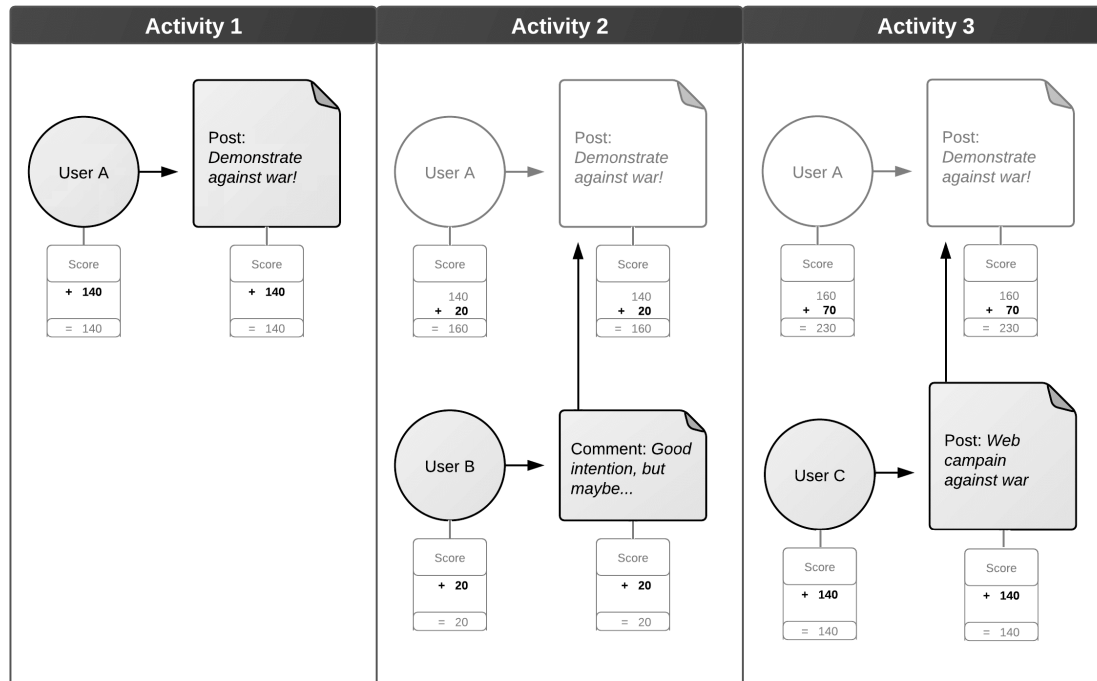 Activity 1
Activity 2
Activity 3
User A
Post:
Demonstrate
against war!
Score
+ 140
= 140
Score
+ 140
= 140
User A
Post:
Demonstrate
against war!
Score
140
+ 20
= 160
Score
140
+ 20
= 160
User B
Comment: Good
intention, but
maybe...
Score
+ 20
= 20
Score
+ 20
= 20
User A
Post:
Demonstrate
against war!
Score
160
+ 70
= 230
Score
160
+ 70
= 230
User C
Post: Web
campain
against war
Score
+ 140
= 140
Score
+ 140
= 140